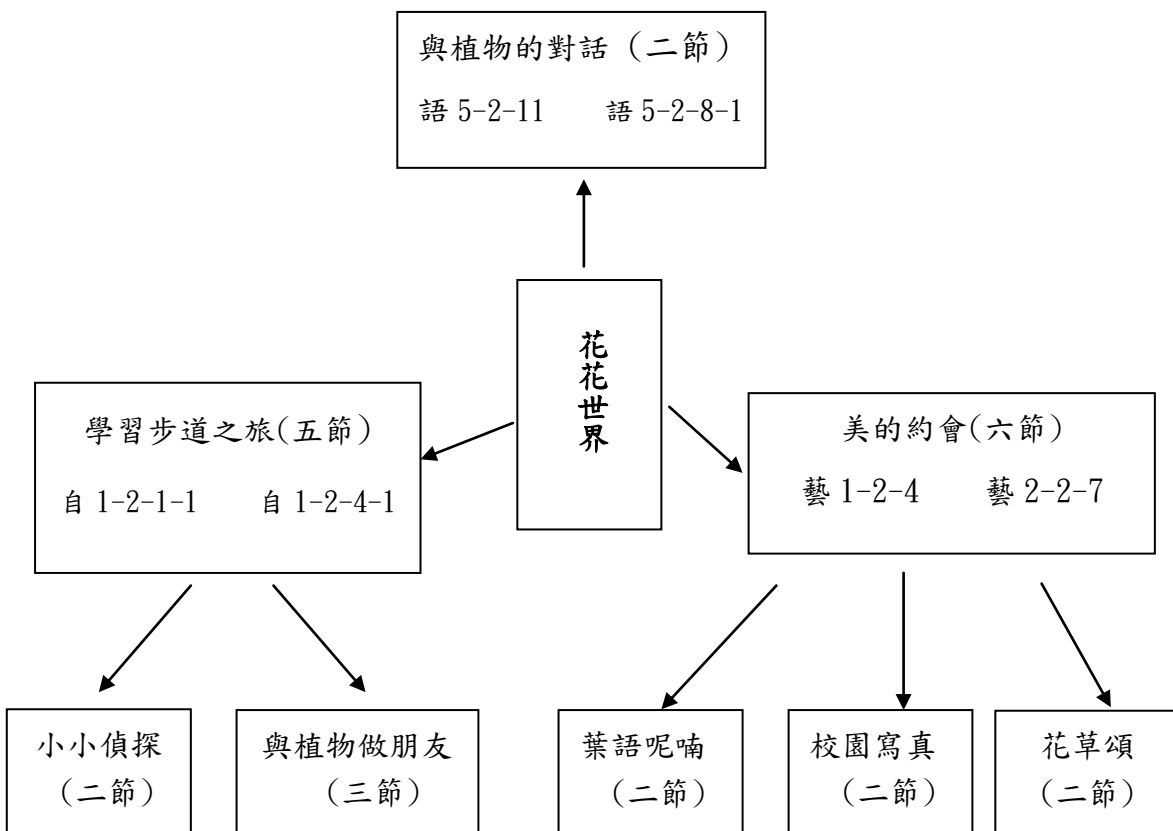 與植物的對話（二節）
語 5-2-11　　語 5-2-8-1
花花世界
學習步道之旅(五節)
自 1-2-1-1　　自 1-2-4-1
美的約會(六節)
藝 1-2-4　　藝 2-2-7
小小偵探
（二節）
與植物做朋友
（三節）
葉語呢喃
（二節）
校園寫真
（二節）
花草頌
（二節）